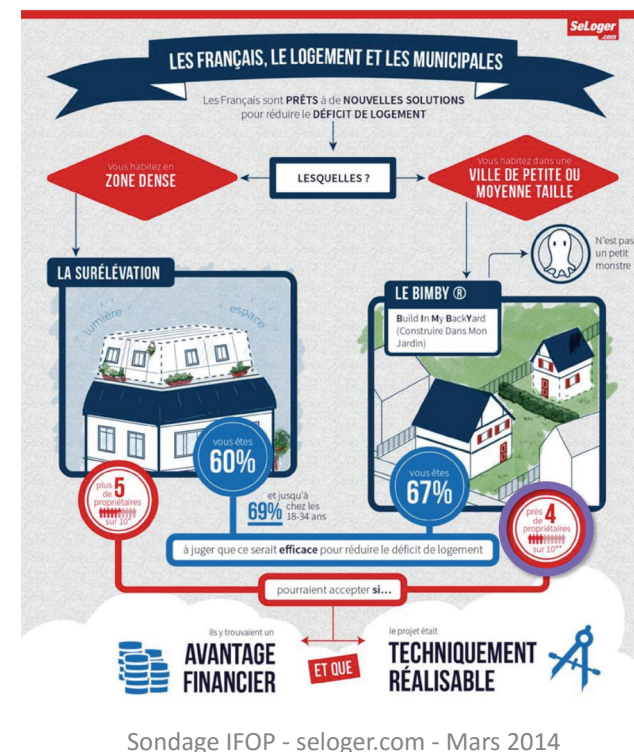 SeLoger
.com
LES FRANÇAIS, LE LOGEMENT ET LES MUNICIPALES
Les Français sont PRÊTS à de NOUVELLES SOLUTIONS
pour réduire le DÉFICIT DE LOGEMENT
Vous habitez en
ZONE DENSE
LESQUELLES ?
Vous habitez dans une
VILLE DE PETITE OU
MOYENNE TAILLE
N'est pas
un petit
monstre
LA SURÉLÉVATION
lumière
espace
LE BIMBY ®
Build In My BackYard
(Construire Dans Mon
Jardin)
vous êtes
60%
et jusqu'à
69% chez les
18-34 ans
plus
de 5
propriétaires
sur 10*
vous êtes
67%
près
de 4
propriétaires
sur 10**
à juger que ce serait efficace pour réduire le déficit de logement
pourraient accepter si...
ils y trouvaient un
AVANTAGE
FINANCIER
ET QUE
le projet était
TECHNIQUEMENT
RÉALISABLE
Sondage IFOP - seloger.com - Mars 2014